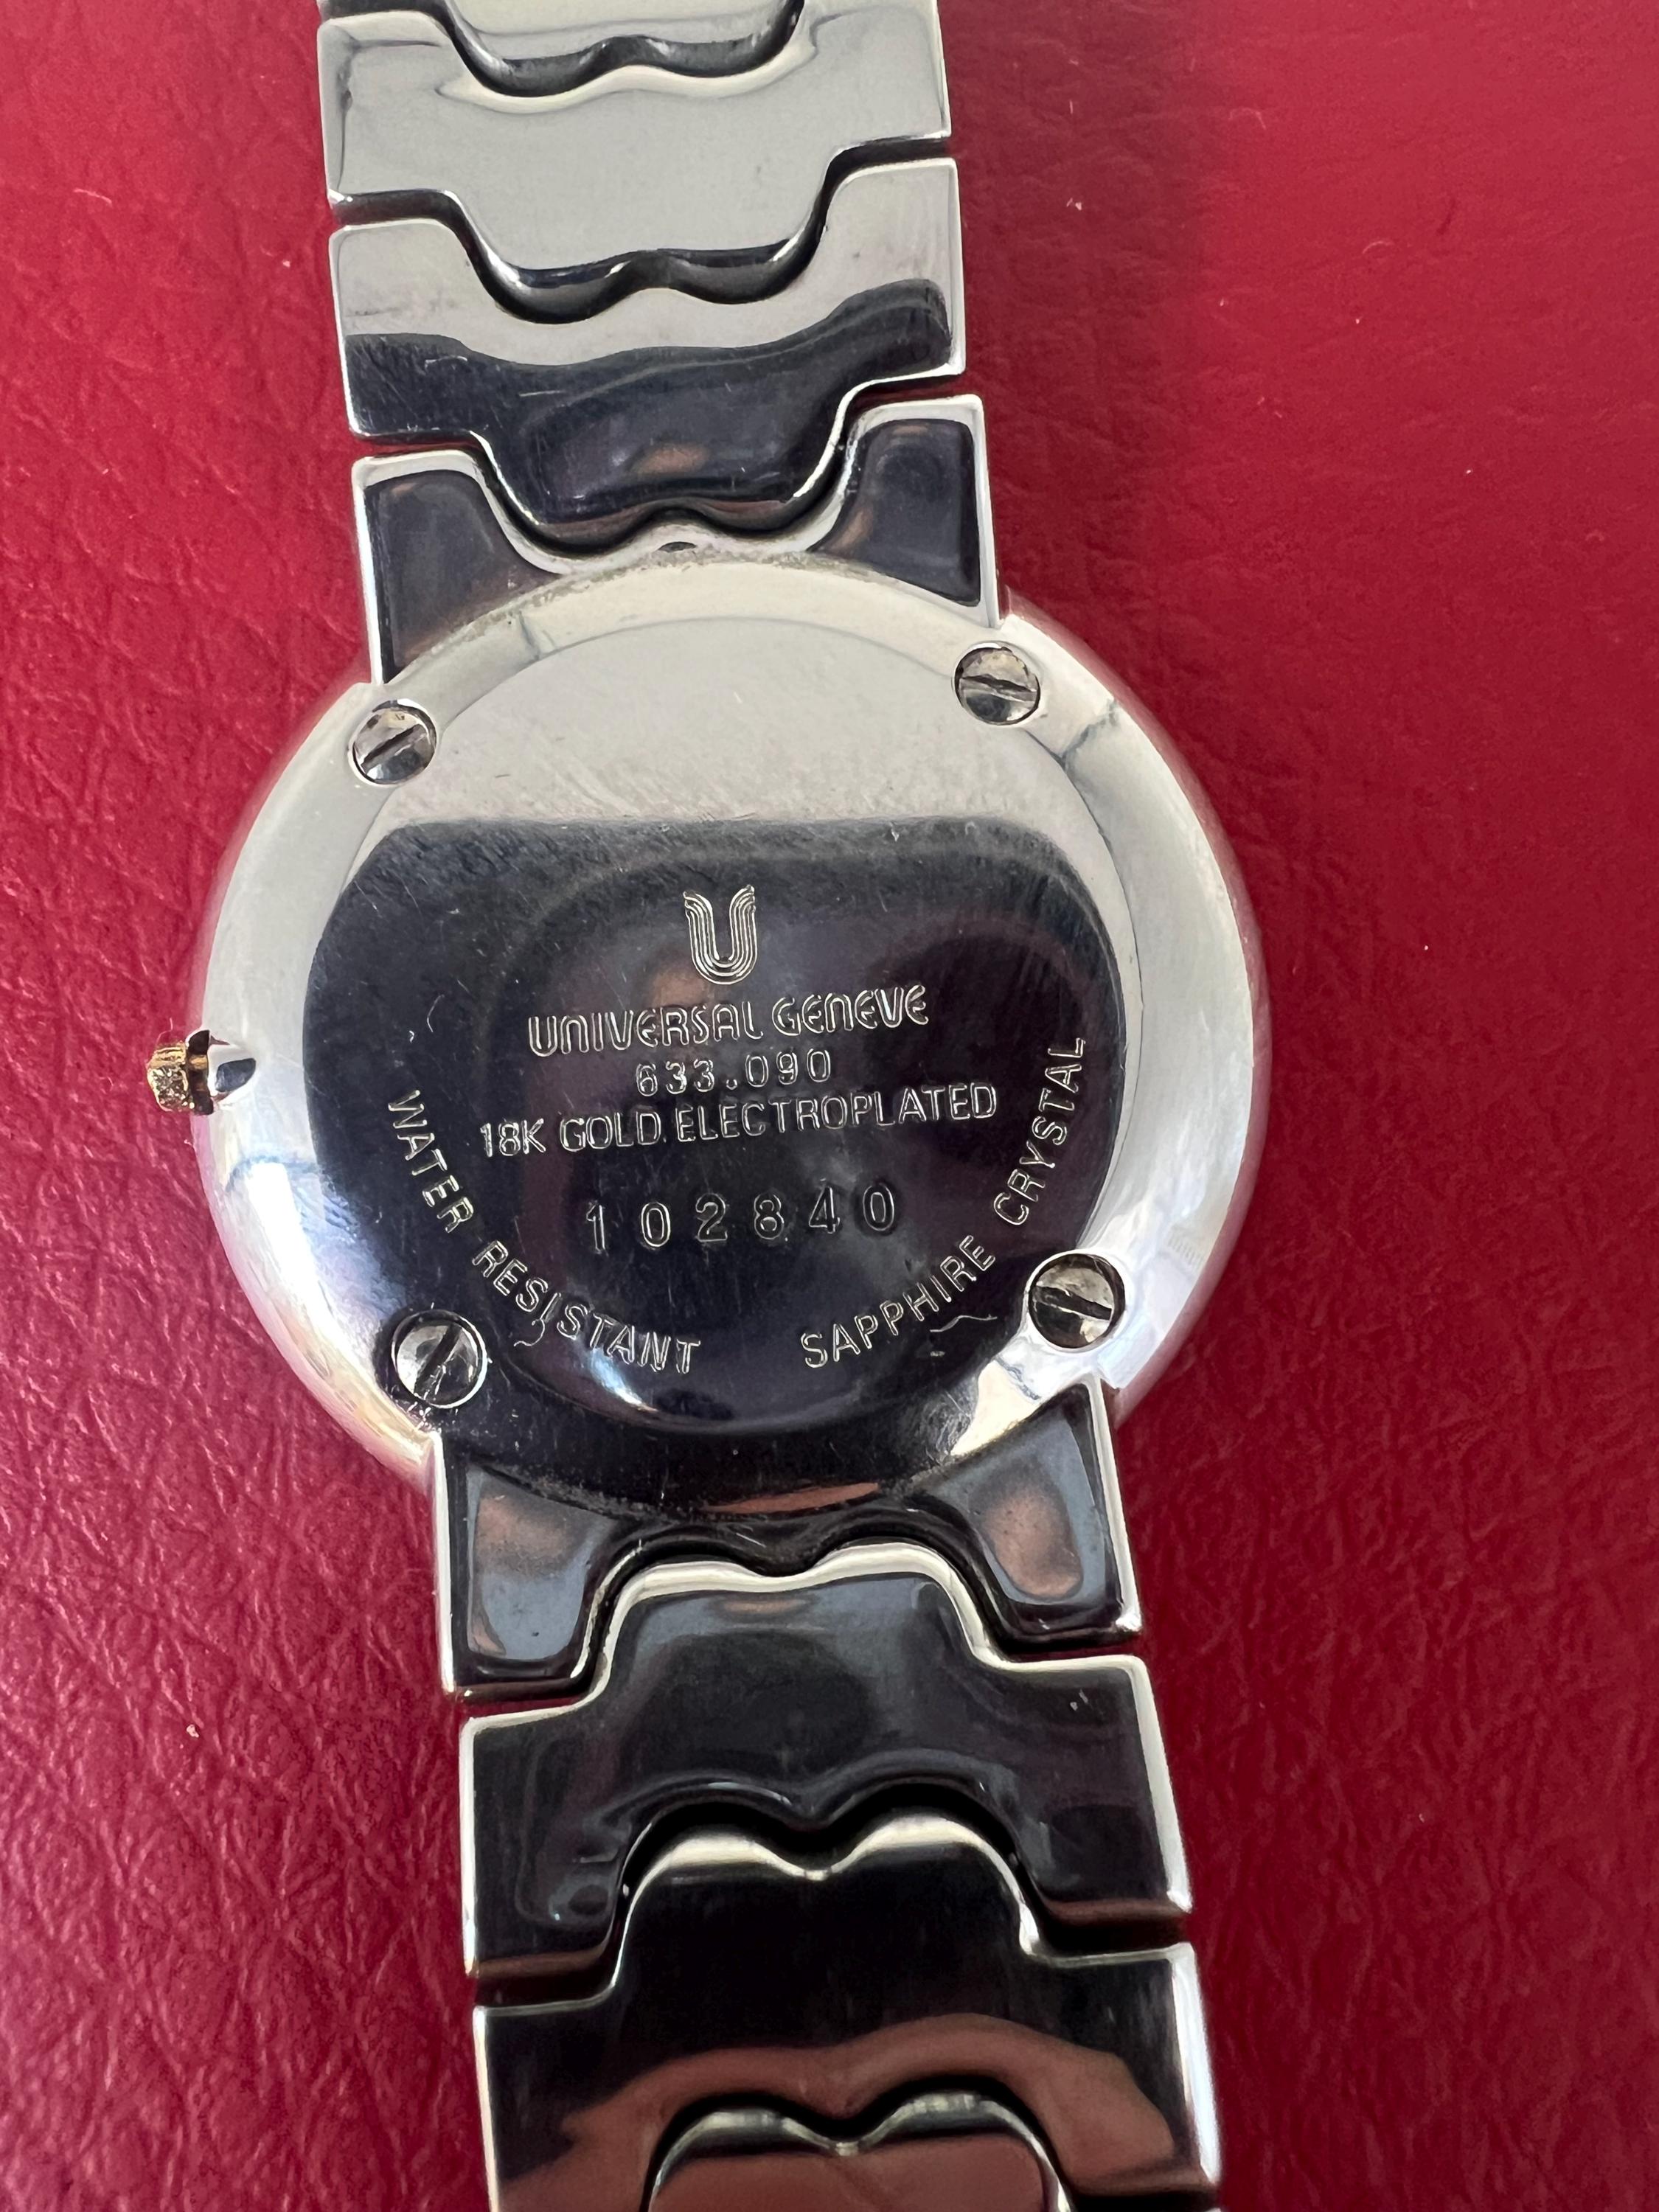 U
UNIVERSAL GENEVE
633.090
18K GOLD ELECTROPLATED
102840
WATER RESISTANT
SAPPHIRE CRYSTAL